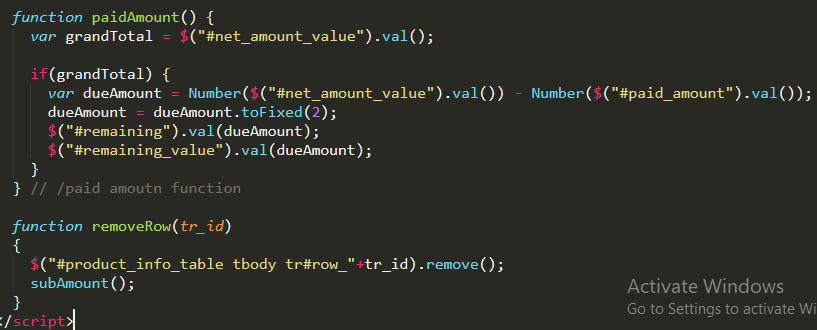 function paidAmount() {
var grandTotal = $("#net_amount_value").val();
if(grandTotal) {
var dueAmount = Number($("#net_amount_value").val()) - Number($("#paid_amount").val());
dueAmount = dueAmount.toFixed(2);
$("#remaining").val(dueAmount);
$("#remaining_value").val(dueAmount);
}
} // /paid amoutn function
function removeRow(tr_id)
{
$("#product_info_table tbody tr#row_"+tr_id).remove();
subAmount();
}
</script>
Activate Windows
Go to Settings to activate Wi